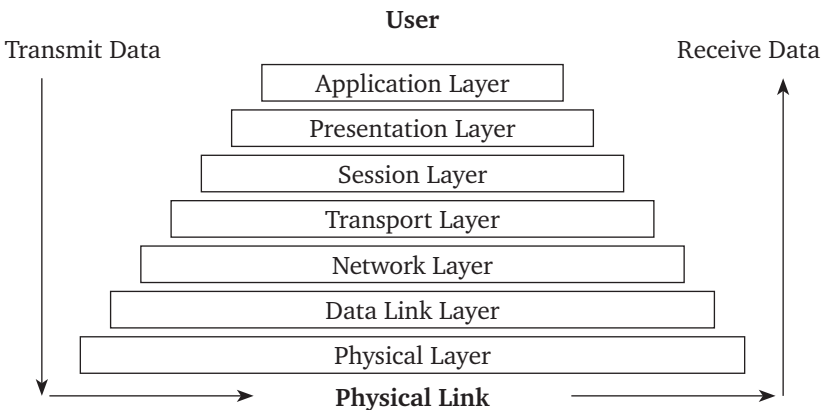 User
Transmit Data
Receive Data
Application Layer
Presentation Layer
Session Layer
Transport Layer
Network Layer
Data Link Layer
Physical Layer
Physical Link